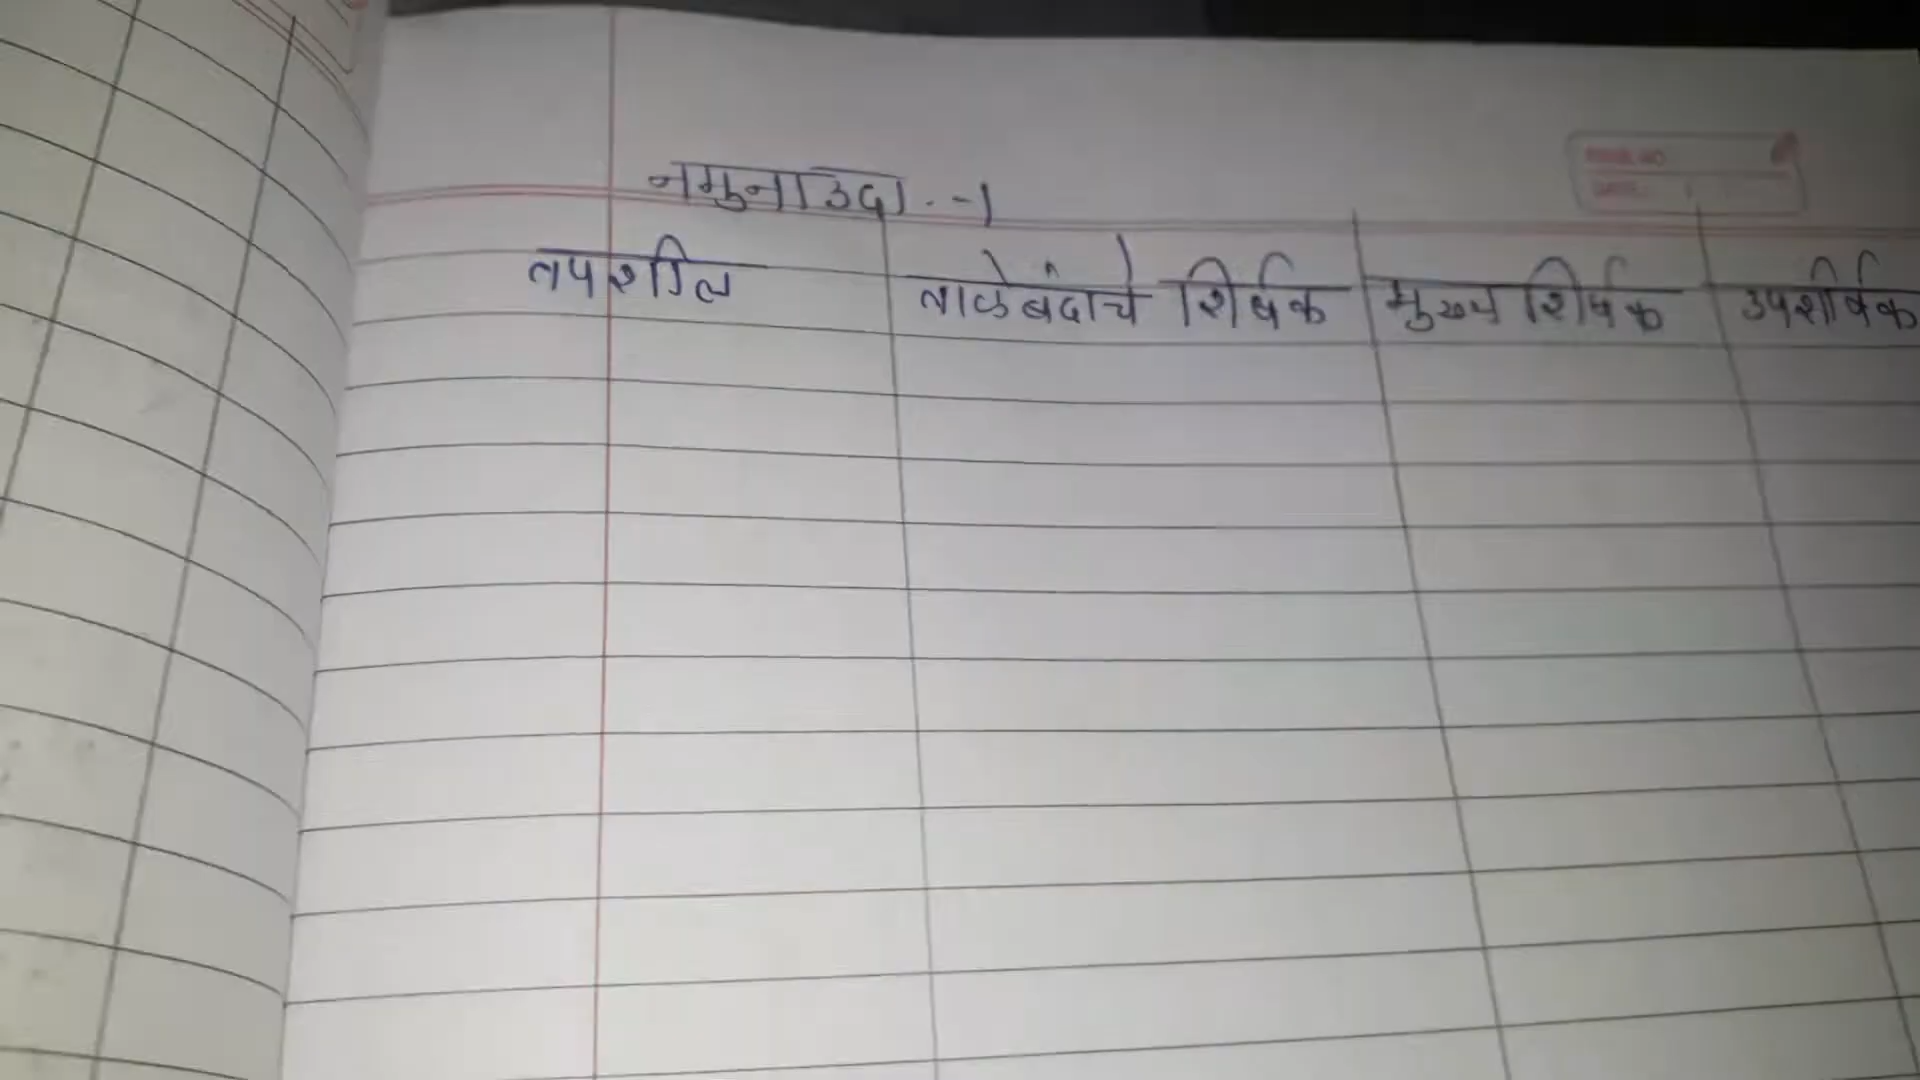 नमुना उदा. -1
तपशील ताळेबंदाचे शिर्षक मुख्य शिर्षक उपशीर्षक